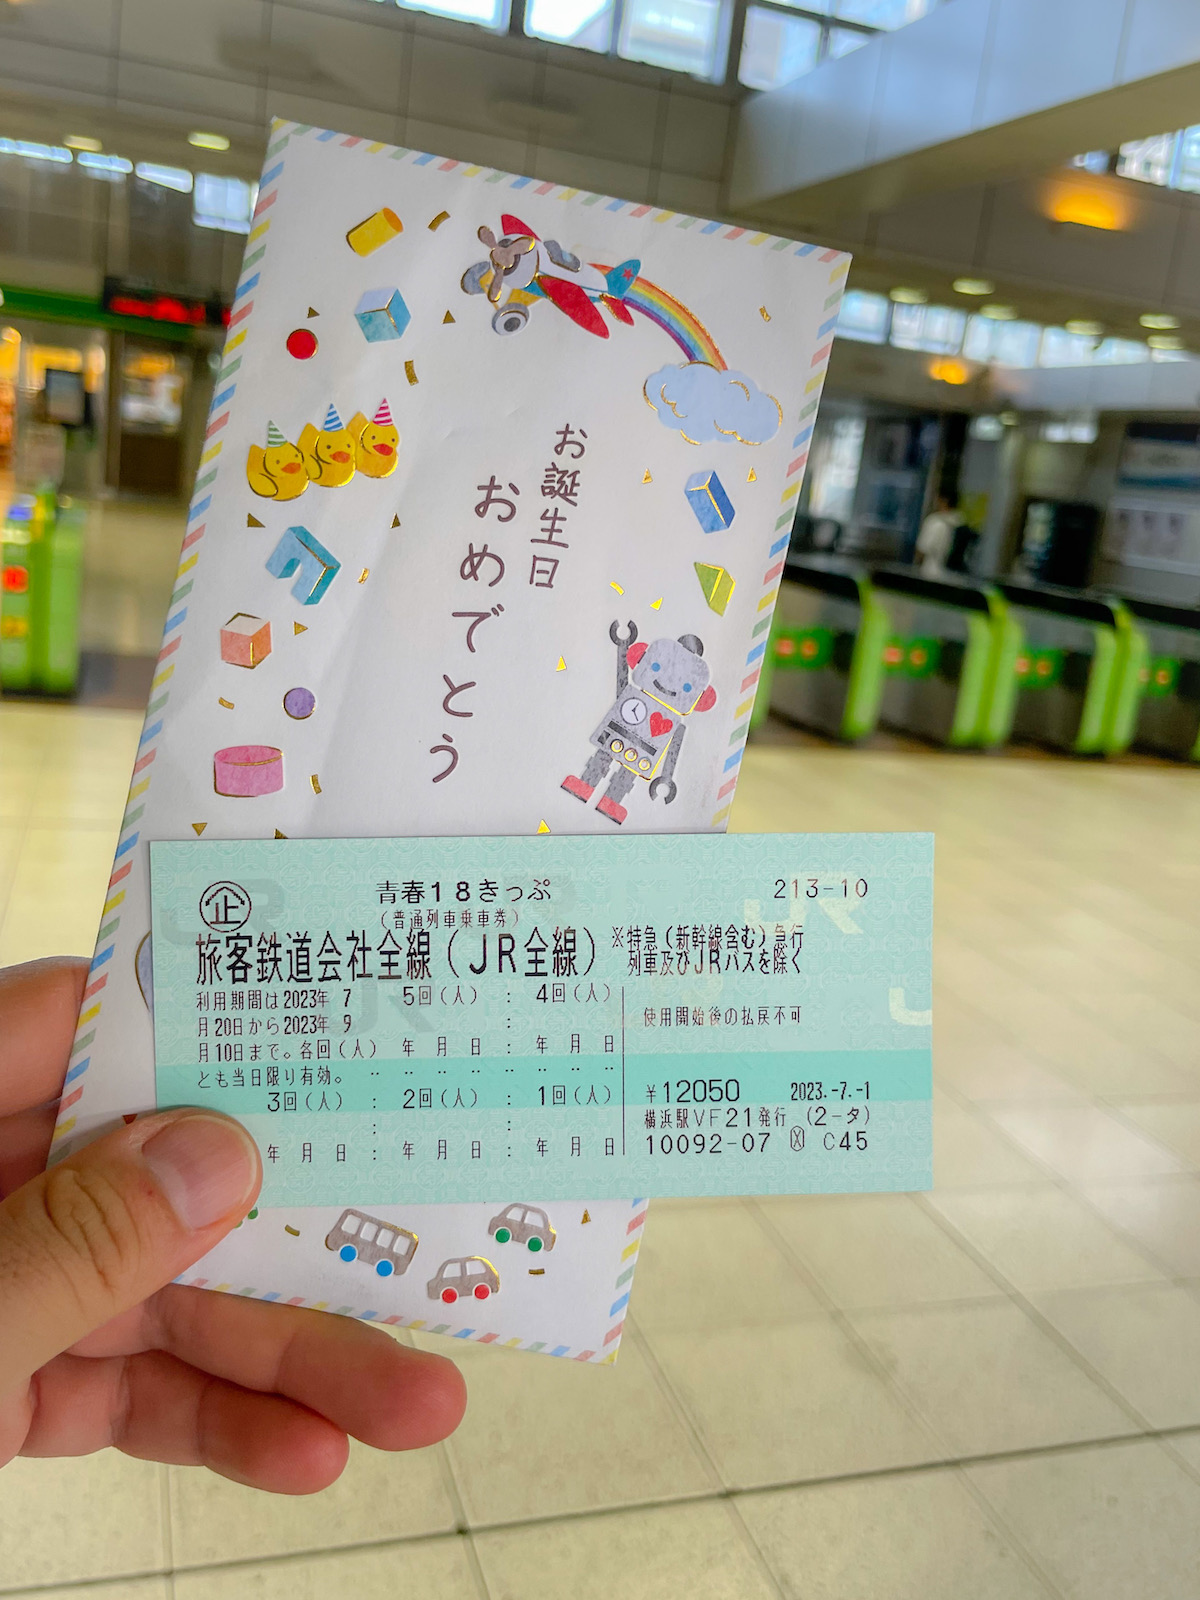 お誕生日
おめでとう
企
青春18きっぷ
213-10
(普通列車乗車券)
旅客鉄道会社全線(JR全線)
※特急(新幹線含む)急行
列車及びJRバスを除く
利用期間は2023年 7
月20日から2023年 9
月10日まで。各回(人)
とも当日限り有効。
5回(人) : 4回(人)
:
年 月 日 : 年 月 日
3回(人) : 2回(人) : 1回(人)
: :
年 月 日 : 年 月 日 : 年 月 日
使用開始後の払戻不可
¥12050 2023.-7.-1
横浜駅VF21発行 (2-タ)
10092-07 C45